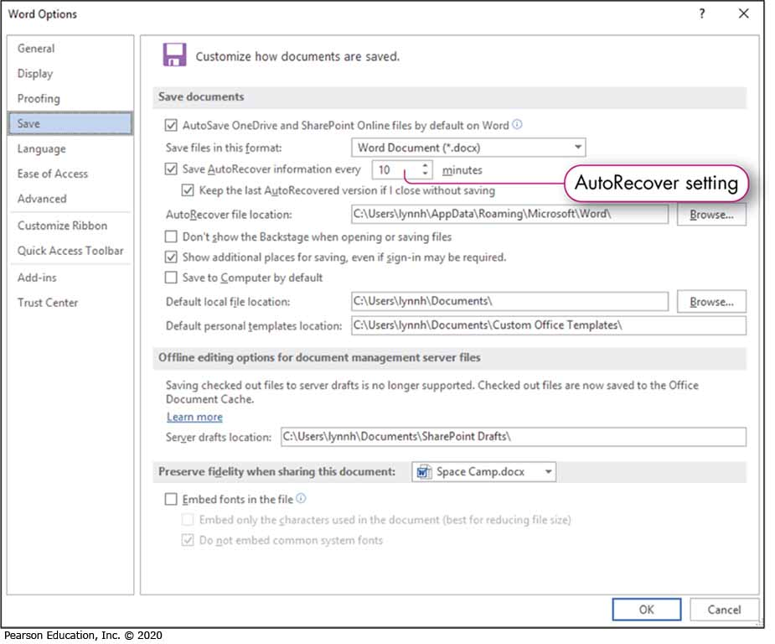 Word Options
General
Display
Proofing
Save
Language
Ease of Access
Advanced
Customize Ribbon
Quick Access Toolbar
Add-ins
Trust Center
Customize how documents are saved.
Save documents
AutoSave OneDrive and SharePoint Online files by default on Word
Save files in this format: Word Document (*.docx)
Save AutoRecover information every 10 minutes
AutoRecover setting
Keep the last AutoRecovered version if I close without saving
AutoRecover file location: C:\Users\lynnh\AppData\Roaming\Microsoft\Word\ Browse...
Don't show the Backstage when opening or saving files
Show additional places for saving, even if sign-in may be required.
Save to Computer by default
Default local file location: C:\Users\lynnh\Documents\ Browse...
Default personal templates location: C:\Users\lynnh\Documents\Custom Office Templates\
Offline editing options for document management server files
Saving checked out files to server drafts is no longer supported. Checked out files are now saved to the Office
Document Cache.
Learn more
Server drafts location: C:\Users\lynnh\Documents\SharePoint Drafts\
Preserve fidelity when sharing this document: Space Camp.docx
Embed fonts in the file
Embed only the characters used in the document (best for reducing file size)
Do not embed common system fonts
OK Cancel
Pearson Education, Inc. © 2020